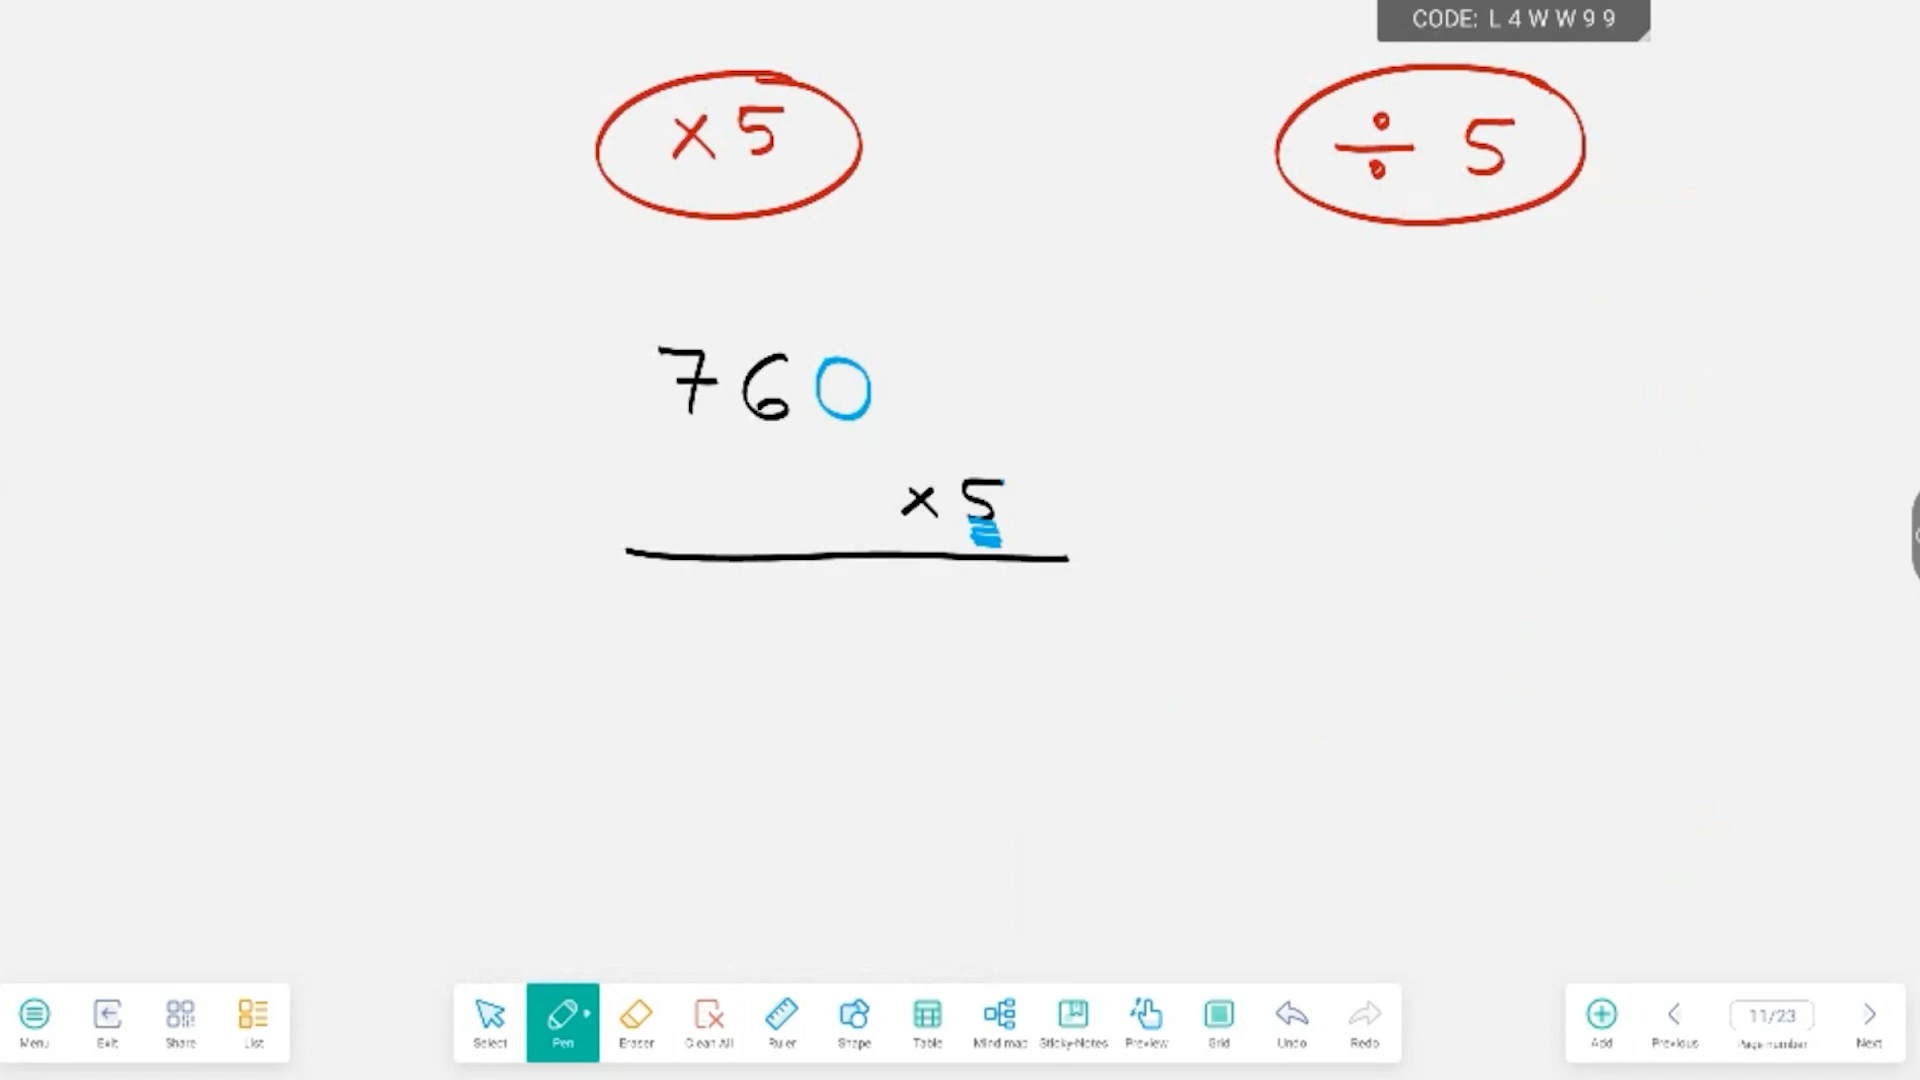 CODE: L 4 W W 9 9
× 5
÷ 5
760
× 5
Menu
Exit
Share
List
Select
Pen
Eraser
Clean All
Ruler
Shape
Table
Mind map
Sticky-Notes
Preview
Grid
Undo
Redo
Add
Previous
11/23
Page number
Next